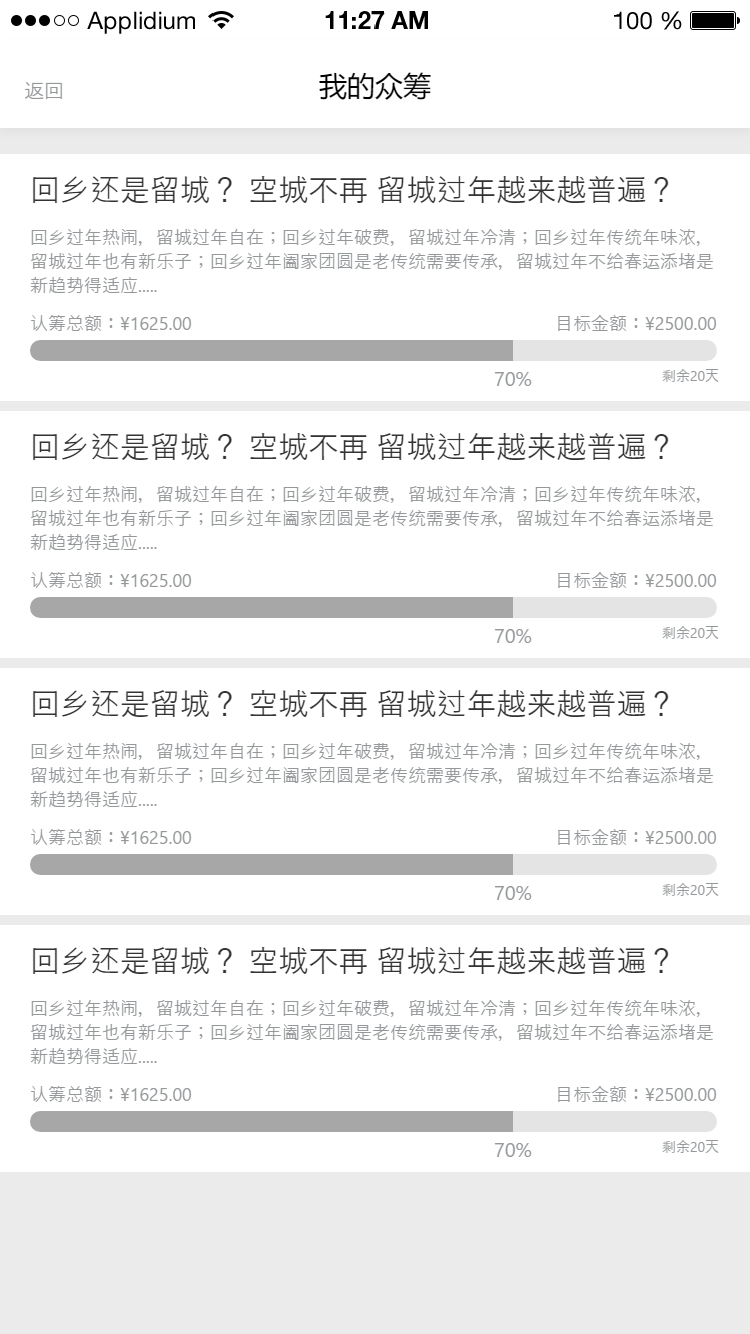 Applidium 11:27 AM 100 %
返回 我的众筹
回乡还是留城？ 空城不再 留城过年越来越普遍？
回乡过年热闹，留城过年自在；回乡过年破费，留城过年冷清；回乡过年传统年味浓，
留城过年也有新乐子；回乡过年阖家团圆是老传统需要传承，留城过年不给春运添堵是
新趋势得适应.....
认筹总额：¥1625.00 目标金额：¥2500.00
70% 剩余20天
回乡还是留城？ 空城不再 留城过年越来越普遍？
回乡过年热闹，留城过年自在；回乡过年破费，留城过年冷清；回乡过年传统年味浓，
留城过年也有新乐子；回乡过年阖家团圆是老传统需要传承，留城过年不给春运添堵是
新趋势得适应.....
认筹总额：¥1625.00 目标金额：¥2500.00
70% 剩余20天
回乡还是留城？ 空城不再 留城过年越来越普遍？
回乡过年热闹，留城过年自在；回乡过年破费，留城过年冷清；回乡过年传统年味浓，
留城过年也有新乐子；回乡过年阖家团圆是老传统需要传承，留城过年不给春运添堵是
新趋势得适应.....
认筹总额：¥1625.00 目标金额：¥2500.00
70% 剩余20天
回乡还是留城？ 空城不再 留城过年越来越普遍？
回乡过年热闹，留城过年自在；回乡过年破费，留城过年冷清；回乡过年传统年味浓，
留城过年也有新乐子；回乡过年阖家团圆是老传统需要传承，留城过年不给春运添堵是
新趋势得适应.....
认筹总额：¥1625.00 目标金额：¥2500.00
70% 剩余20天